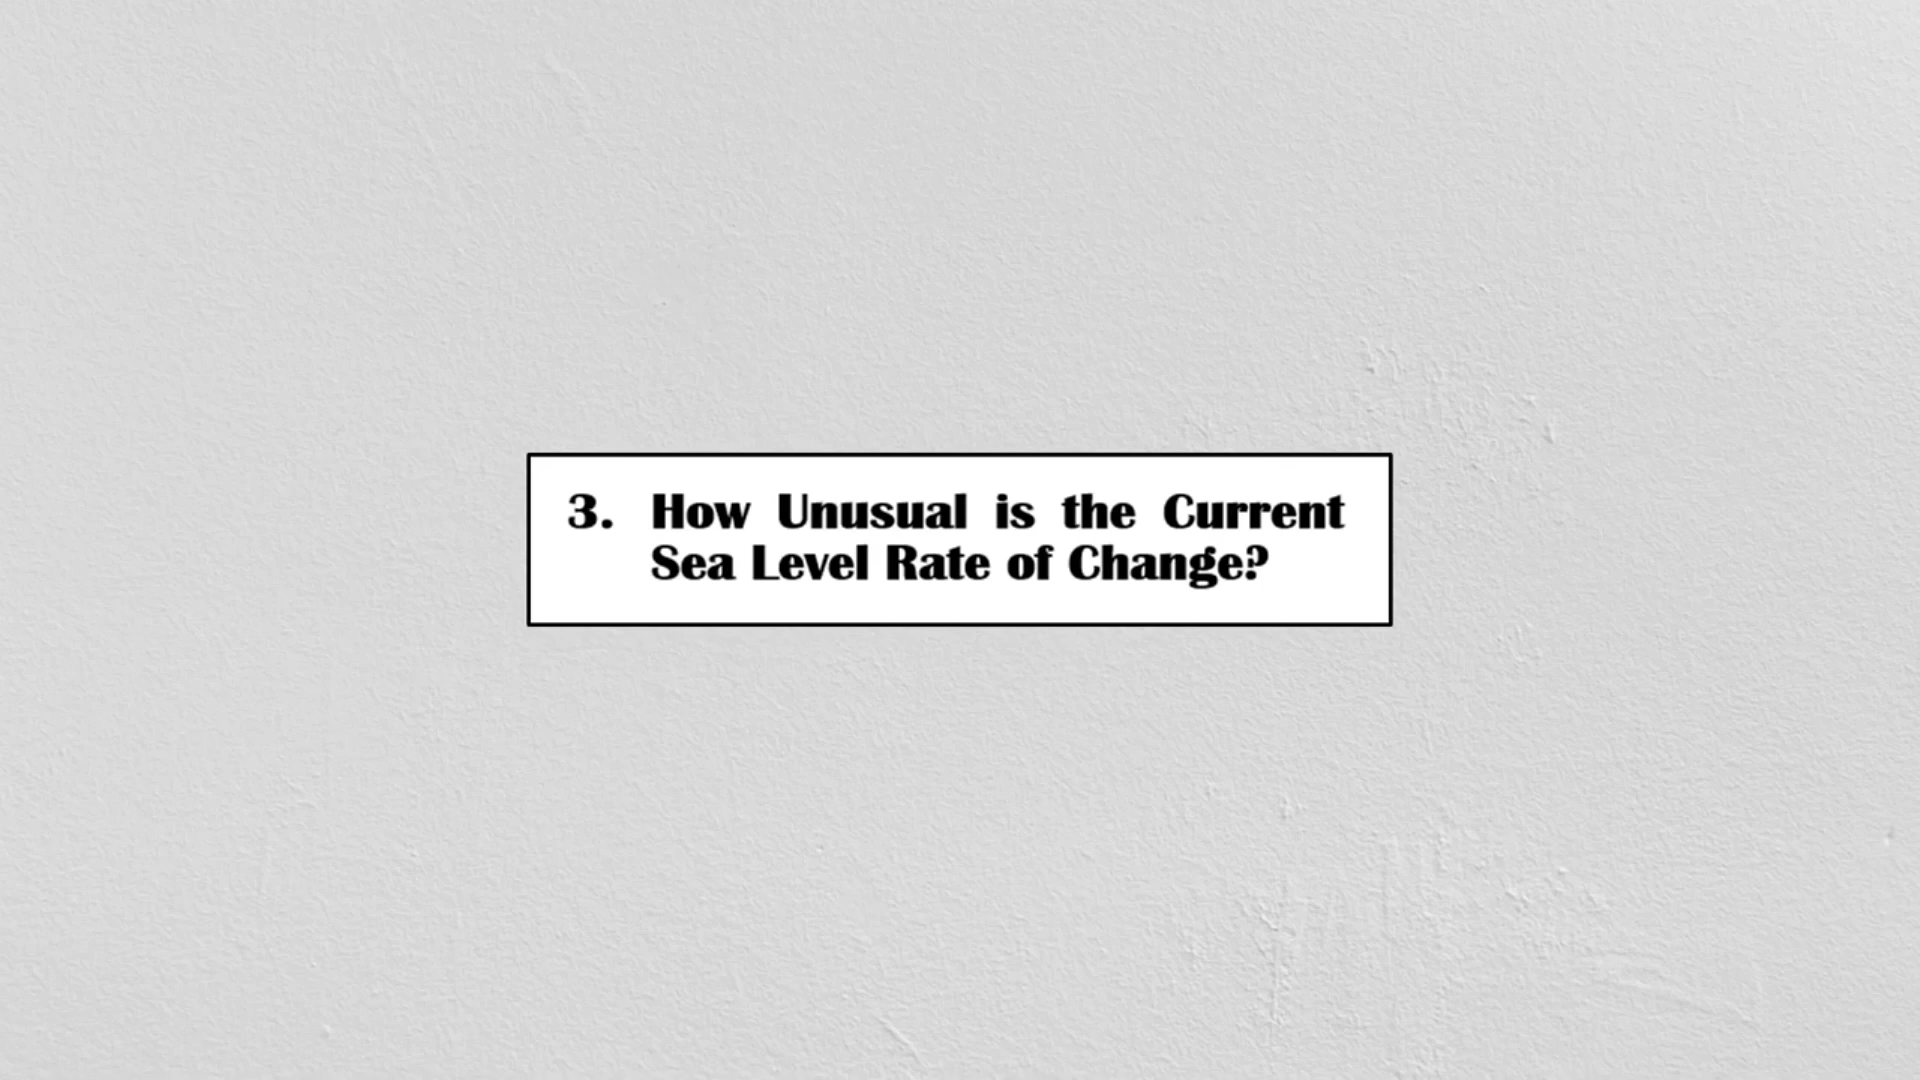 3. How Unusual is the Current
Sea Level Rate of Change?